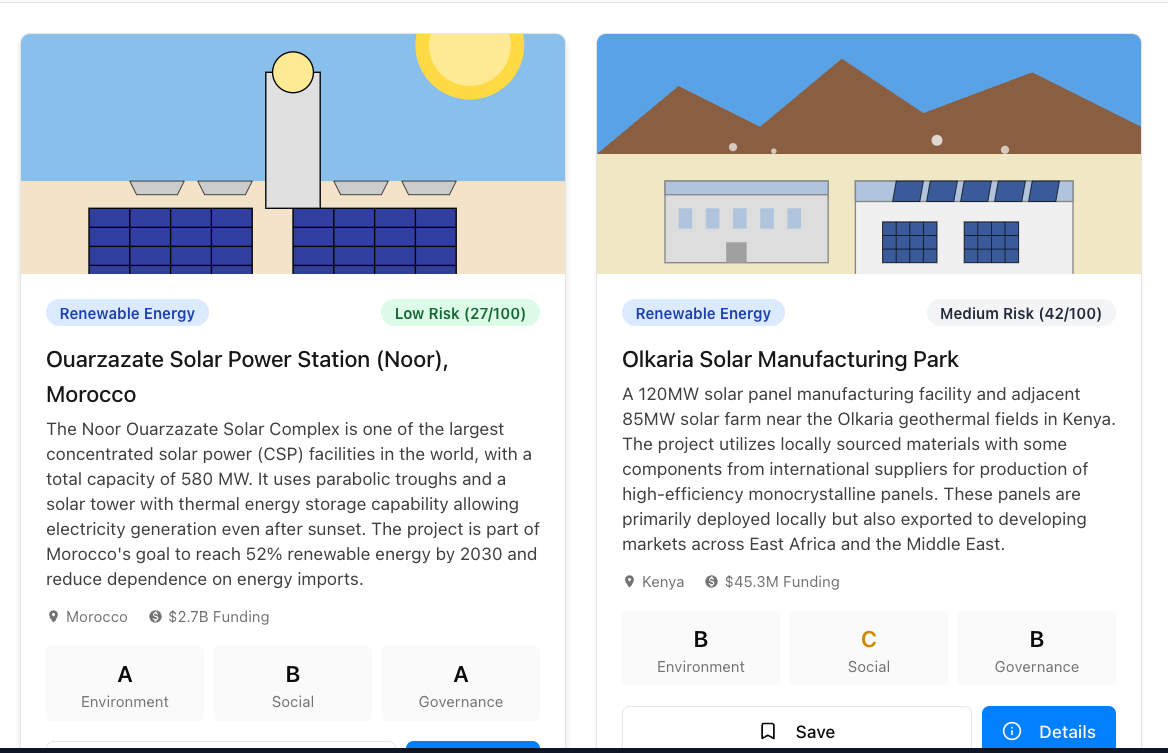 Renewable Energy
Low Risk (27/100)
Ouarzazate Solar Power Station (Noor),
Morocco
The Noor Ouarzazate Solar Complex is one of the largest
concentrated solar power (CSP) facilities in the world, with a
total capacity of 580 MW. It uses parabolic troughs and a
solar tower with thermal energy storage capability allowing
electricity generation even after sunset. The project is part of
Morocco's goal to reach 52% renewable energy by 2030 and
reduce dependence on energy imports.
Morocco
$2.7B Funding
A
Environment
B
Social
A
Governance
Renewable Energy
Medium Risk (42/100)
Olkaria Solar Manufacturing Park
A 120MW solar panel manufacturing facility and adjacent
85MW solar farm near the Olkaria geothermal fields in Kenya.
The project utilizes locally sourced materials with some
components from international suppliers for production of
high-efficiency monocrystalline panels. These panels are
primarily deployed locally but also exported to developing
markets across East Africa and the Middle East.
Kenya
$45.3M Funding
B
Environment
C
Social
B
Governance
Save
Details